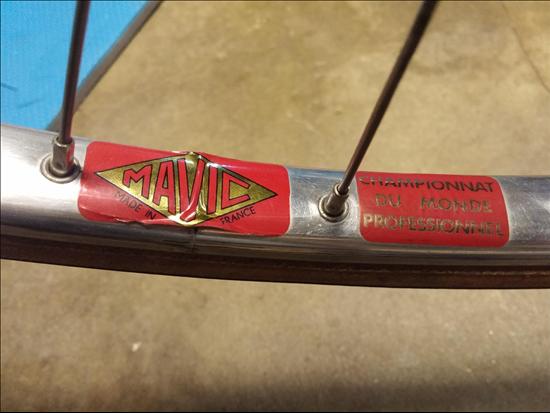 MAVIC
MADE IN FRANCE
CHAMPIONNAT
DU MONDE
PROFESSIONNEL